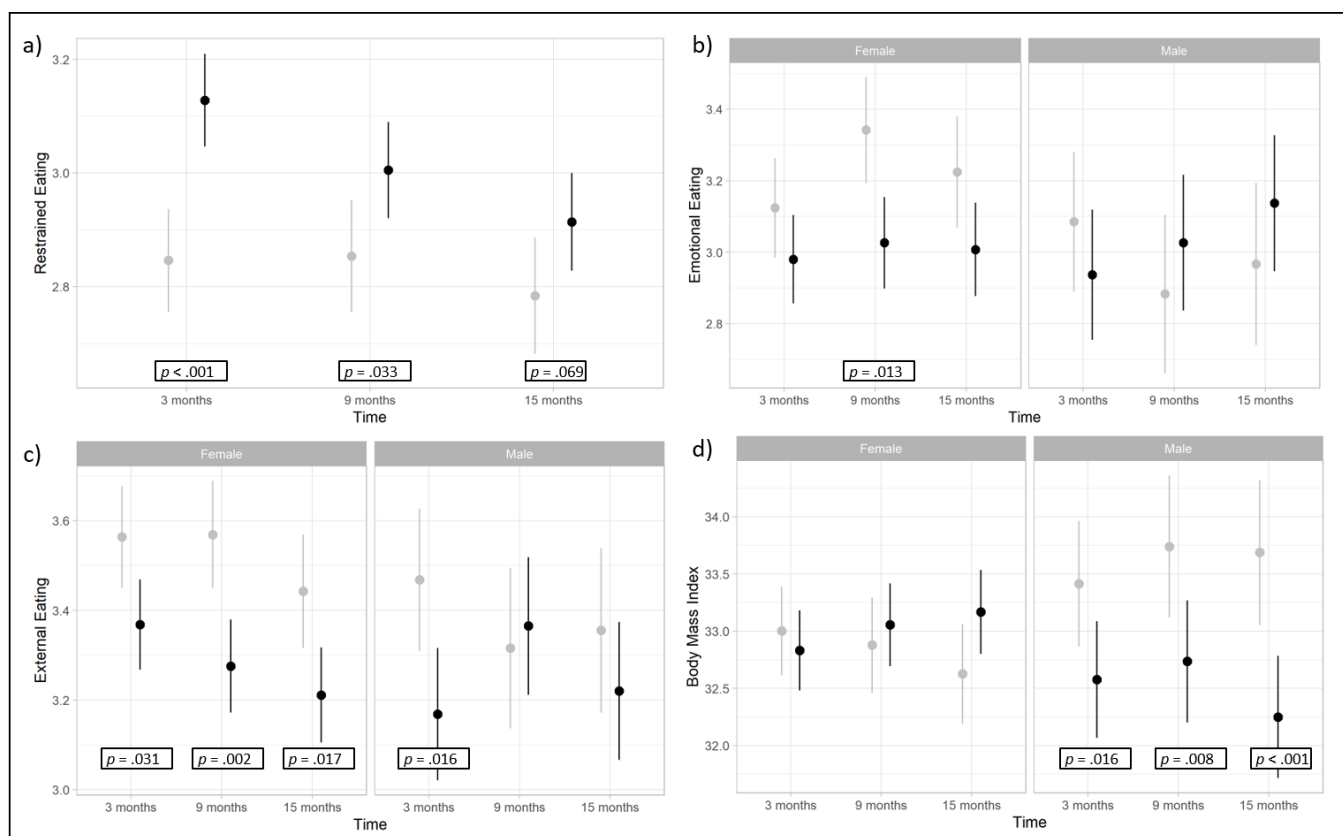 a)
3.2
3.0
2.8
Restrained Eating
p < .001
p = .033
p = .069
3 months
9 months
15 months
Time
b)
Female
Male
3.4
3.2
3.0
2.8
Emotional Eating
p = .013
3 months
9 months
15 months
3 months
9 months
15 months
Time
c)
Female
Male
3.6
3.4
3.2
3.0
External Eating
p = .031
p = .002
p = .017
p = .016
3 months
9 months
15 months
3 months
9 months
15 months
Time
d)
Female
Male
34.0
33.5
33.0
32.5
32.0
Body Mass Index
p = .016
p = .008
p < .001
3 months
9 months
15 months
3 months
9 months
15 months
Time